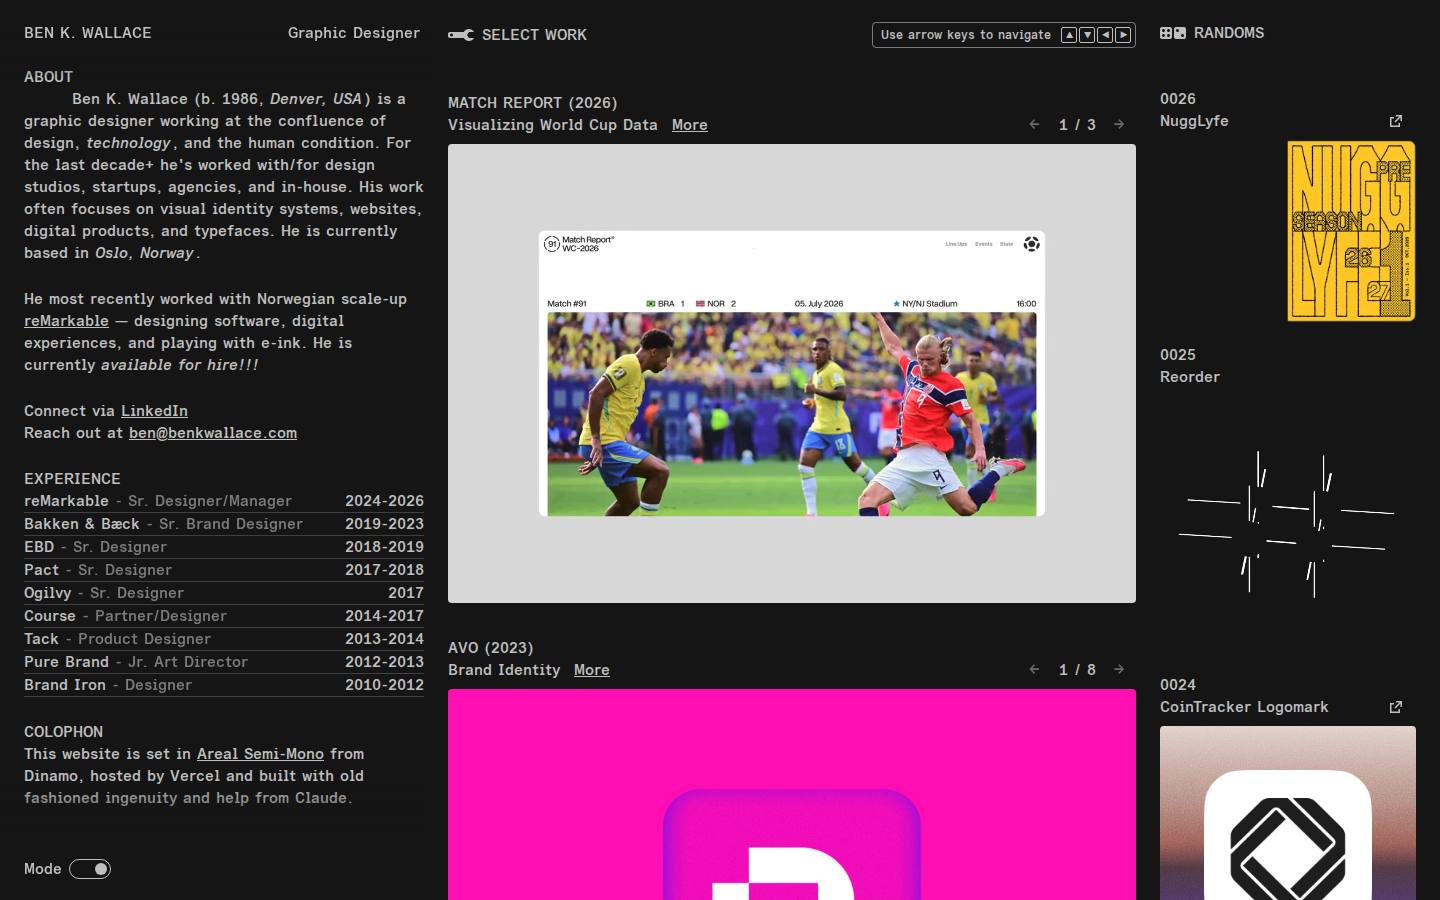 BEN K. WALLACE
Graphic Designer
ABOUT
Ben K. Wallace (b. 1986, Denver, USA) is a
graphic designer working at the confluence of
design, technology, and the human condition. For
the last decade+ he's worked with/for design
studios, startups, agencies, and in-house. His work
often focuses on visual identity systems, websites,
digital products, and typefaces. He is currently
based in Oslo, Norway.
He most recently worked with Norwegian scale-up
reMarkable — designing software, digital
experiences, and playing with e-ink. He is
currently available for hire!!!
Connect via LinkedIn
Reach out at ben@benkwallace.com
EXPERIENCE
reMarkable - Sr. Designer/Manager 2024-2026
Bakken & Bæck - Sr. Brand Designer 2019-2023
EBD - Sr. Designer 2018-2019
Pact - Sr. Designer 2017-2018
Ogilvy - Sr. Designer 2017
Course - Partner/Designer 2014-2017
Tack - Product Designer 2013-2014
Pure Brand - Jr. Art Director 2012-2013
Brand Iron - Designer 2010-2012
COLOPHON
This website is set in Areal Semi-Mono from
Dinamo, hosted by Vercel and built with old
fashioned ingenuity and help from Claude.
Mode
SELECT WORK
Use arrow keys to navigate
MATCH REPORT (2026)
Visualizing World Cup Data More
1 / 3
91
Match Report°
WC-2026
Line Ups Events Stats
Match #91 BRA 1 NOR 2 05. July 2026 NY/NJ Stadium 16:00
AVO (2023)
Brand Identity More
1 / 8
RANDOMS
0026
NuggLyfe
NUGG
PRE
SEASON
LYFE
26
27
1
0025
Reorder
0024
CoinTracker Logomark